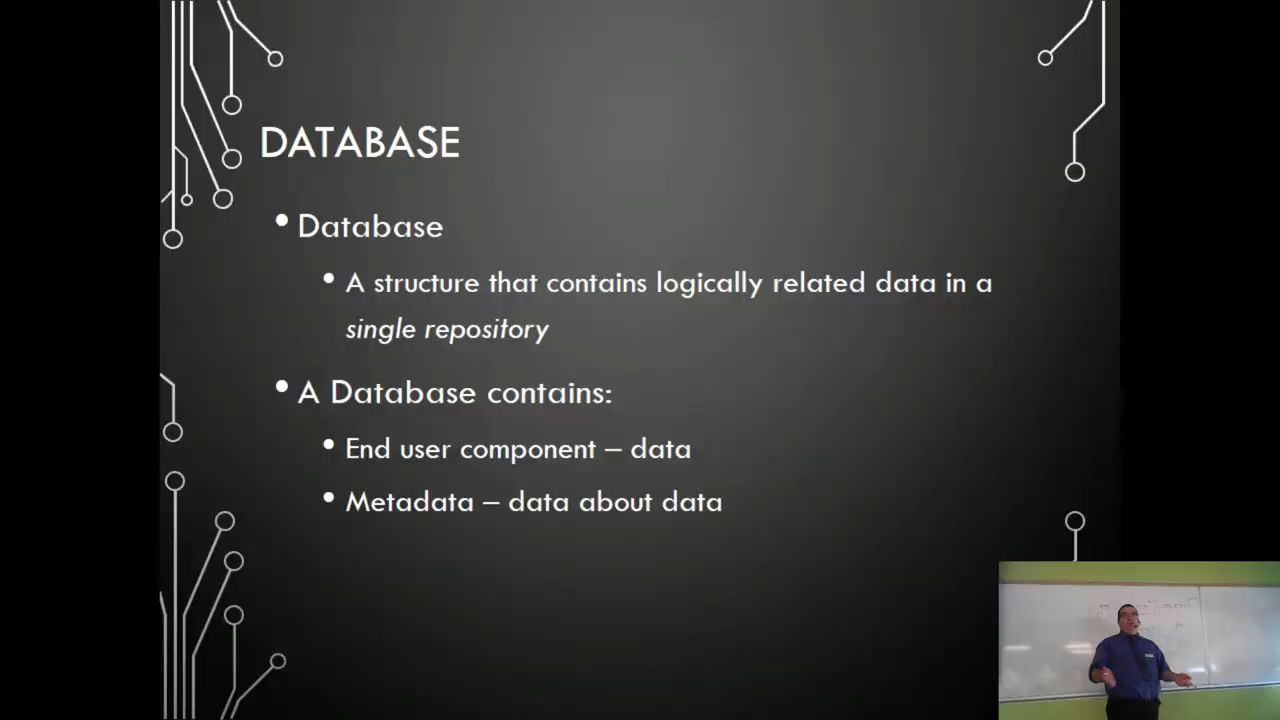 DATABASE
• Database
• A structure that contains logically related data in a
single repository
• A Database contains:
• End user component – data
• Metadata – data about data